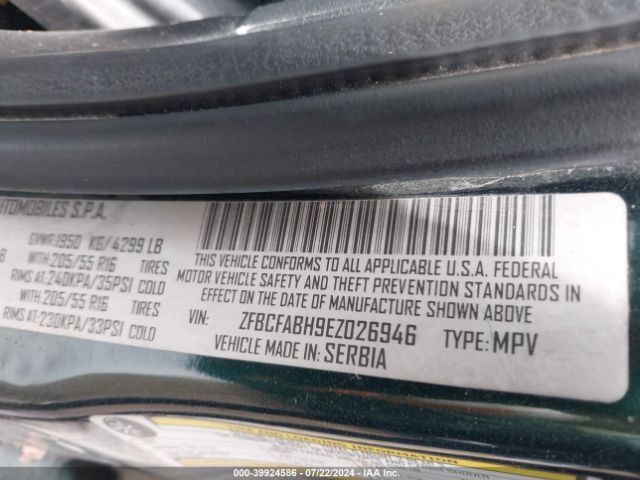 UTOMOBILES S.P.A.
GVWR:1950 KG/4299 LB
B WITH-205/55 R16 TIRES
RIMS AT-240KPA/35PSI COLD
WITH-205/55 R16 TIRES
RIMS AT-230KPA/33PSI COLD
THIS VEHICLE CONFORMS TO ALL APPLICABLE U.S.A. FEDERAL
MOTOR VEHICLE SAFETY AND THEFT PREVENTION STANDARDS IN
EFFECT ON THE DATE OF MANUFACTURE SHOWN ABOVE
VIN: ZFBCFABH9EZ026946 TYPE: MPV
VEHICLE MADE IN: SERBIA
LOADING INFORMATION
000-39924586 - 07/22/2024 - IAA Inc.